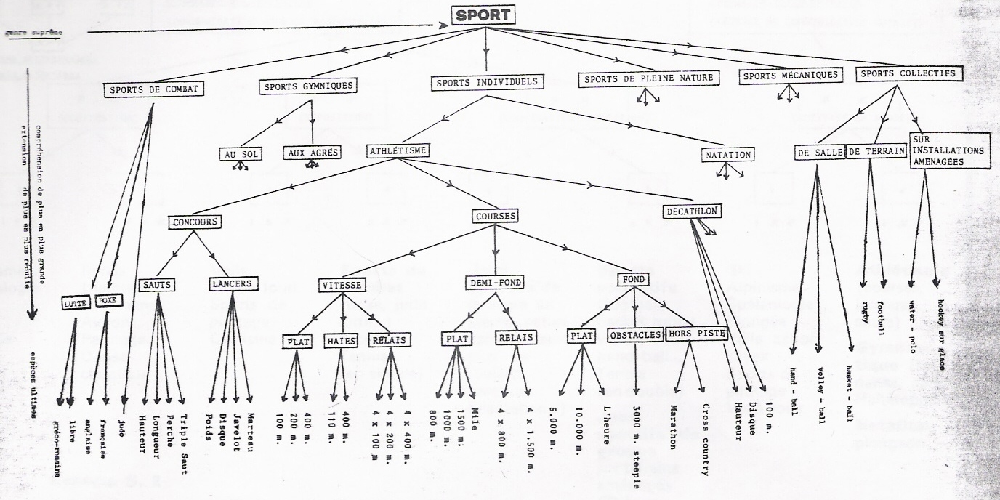 SPORT
genre suprême
SPORTS DE COMBAT
SPORTS GYMNIQUES
SPORTS INDIVIDUELS
SPORTS DE PLEINE NATURE
SPORTS MÉCANIQUES
SPORTS COLLECTIFS
compréhension de plus en plus grande
extension de plus en plus réduite
AU SOL
AUX AGRÉS
ATHLÉTISME
NATATION
DE SALLE
DE TERRAIN
SUR
INSTALLATIONS
AMENAGÉES
CONCOURS
COURSES
DECATHLON
SAUTS
LANCERS
VITESSE
DEMI-FOND
FOND
LUTTE
BOXE
PLAT
HAIES
RELAIS
PLAT
RELAIS
PLAT
OBSTACLES
HORS PISTE
espèces ultimes
gréco-romaine
libre
anglaise
française
judo
Hauteur
Longueur
Perche
Triple Saut
Poids
Disque
Javelot
Marteau
100 m.
200 m.
400 m.
110 m.
400 m.
4 x 100 m
4 x 200 m.
4 x 400 m.
800 m.
1000 m.
1500 m.
Mile
4 x 800 m.
4 x 1.500 m.
5.000 m.
10.000 m.
L'heure
3000 m. steeple
Marathon
Cross country
Hauteur
Disque
100 m.
hand - ball
volley - ball
basket - ball
rugby
football
water - polo
hockey sur glace